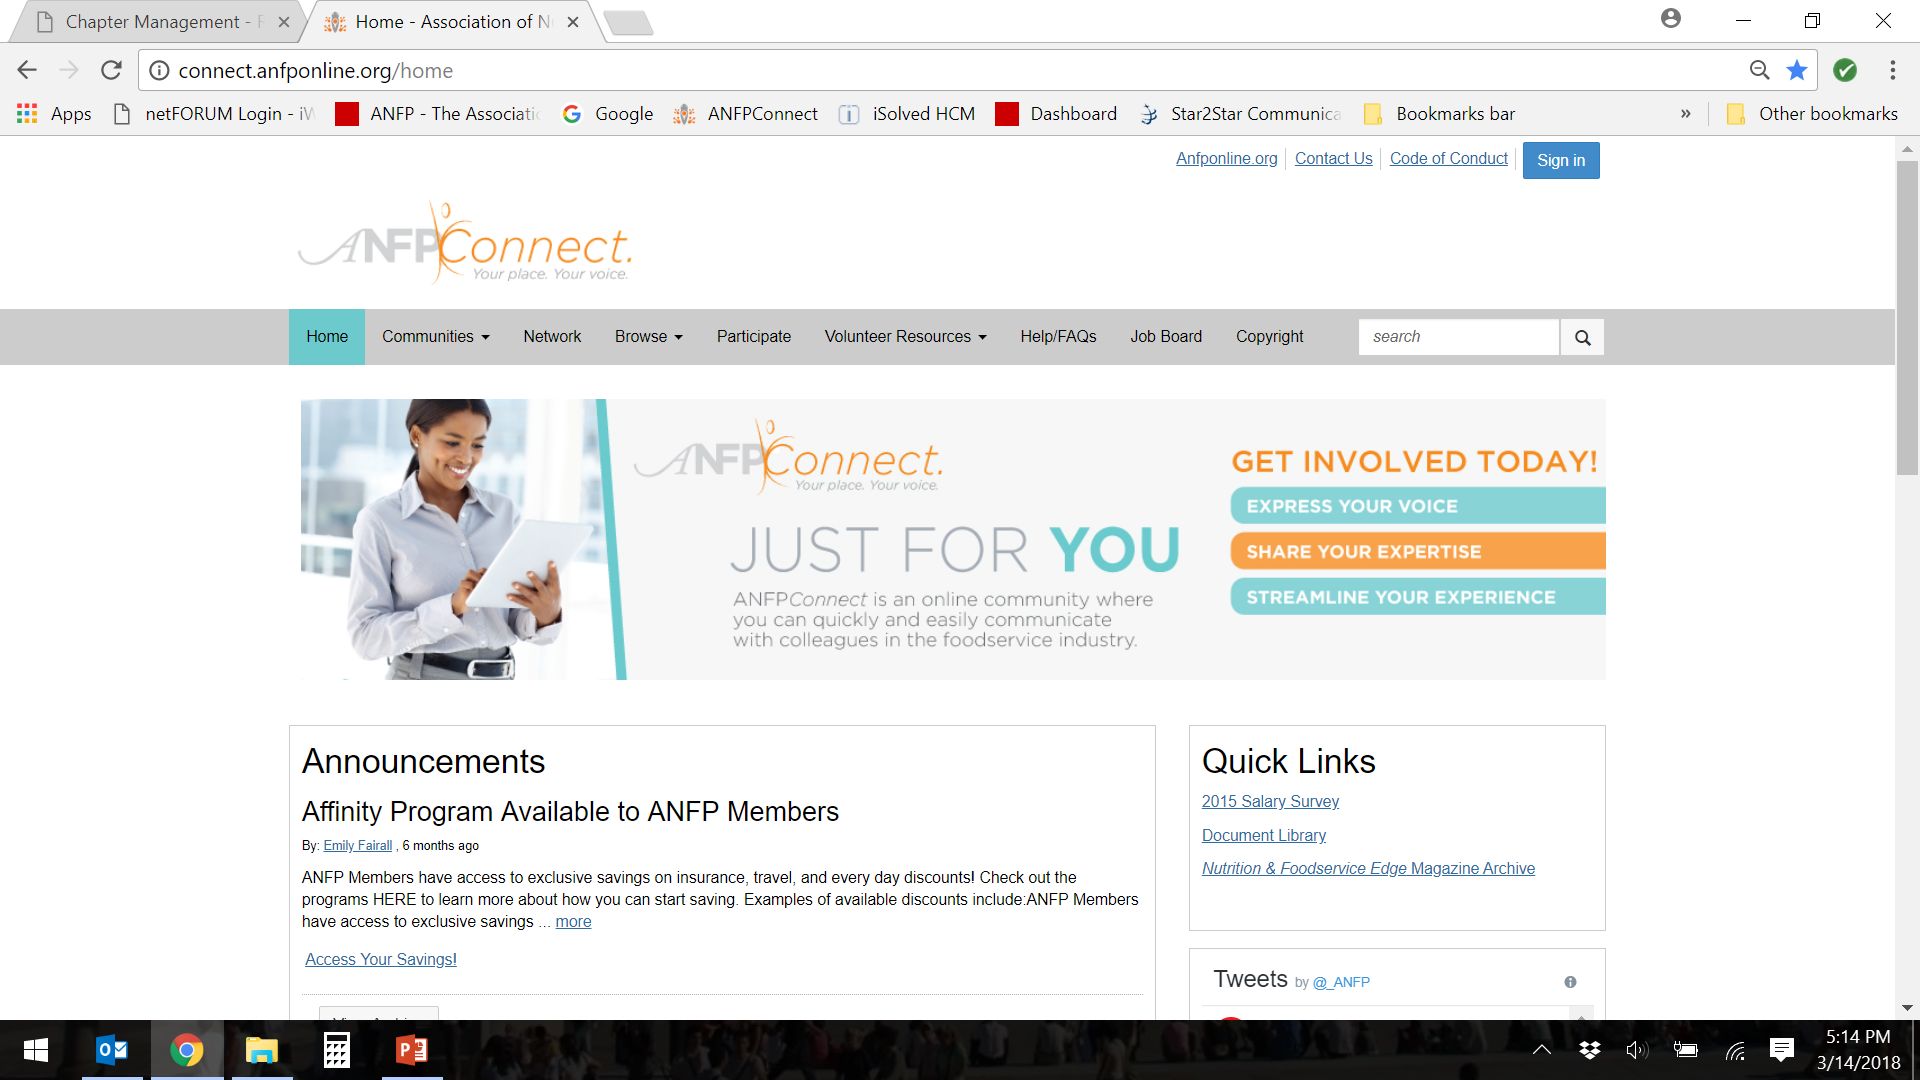 Chapter Management -
Home - Association of N
connect.anfponline.org/home
Apps
netFORUM Login - iW
ANFP - The Associatio
Google
ANFPConnect
iSolved HCM
Dashboard
Star2Star Communica
Bookmarks bar
»
Other bookmarks
Anfponline.org
Contact Us
Code of Conduct
Sign in
ANFPConnect.
Your place. Your voice.
Home
Communities
Network
Browse
Participate
Volunteer Resources
Help/FAQs
Job Board
Copyright
search
ANFPConnect.
Your place. Your voice.
JUST FOR YOU
ANFPConnect is an online community where
you can quickly and easily communicate
with colleagues in the foodservice industry.
GET INVOLVED TODAY!
EXPRESS YOUR VOICE
SHARE YOUR EXPERTISE
STREAMLINE YOUR EXPERIENCE
Announcements
Affinity Program Available to ANFP Members
By: Emily Fairall , 6 months ago
ANFP Members have access to exclusive savings on insurance, travel, and every day discounts! Check out the
programs HERE to learn more about how you can start saving. Examples of available discounts include:ANFP Members
have access to exclusive savings ... more
Access Your Savings!
Quick Links
2015 Salary Survey
Document Library
Nutrition & Foodservice Edge Magazine Archive
Tweets by @_ANFP
5:14 PM
3/14/2018